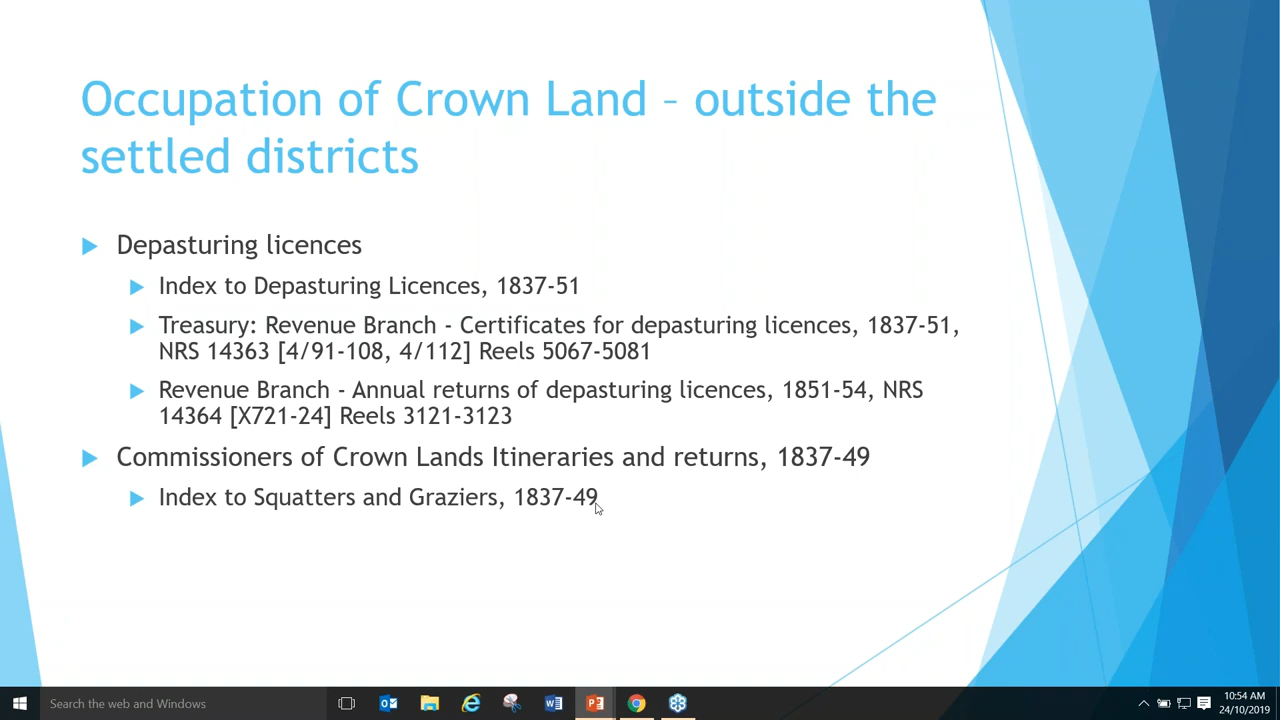 Occupation of Crown Land – outside the
settled districts
Depasturing licences
Index to Depasturing Licences, 1837-51
Treasury: Revenue Branch - Certificates for depasturing licences, 1837-51,
NRS 14363 [4/91-108, 4/112] Reels 5067-5081
Revenue Branch - Annual returns of depasturing licences, 1851-54, NRS
14364 [X721-24] Reels 3121-3123
Commissioners of Crown Lands Itineraries and returns, 1837-49
Index to Squatters and Graziers, 1837-49
Search the web and Windows
10:54 AM
24/10/2019